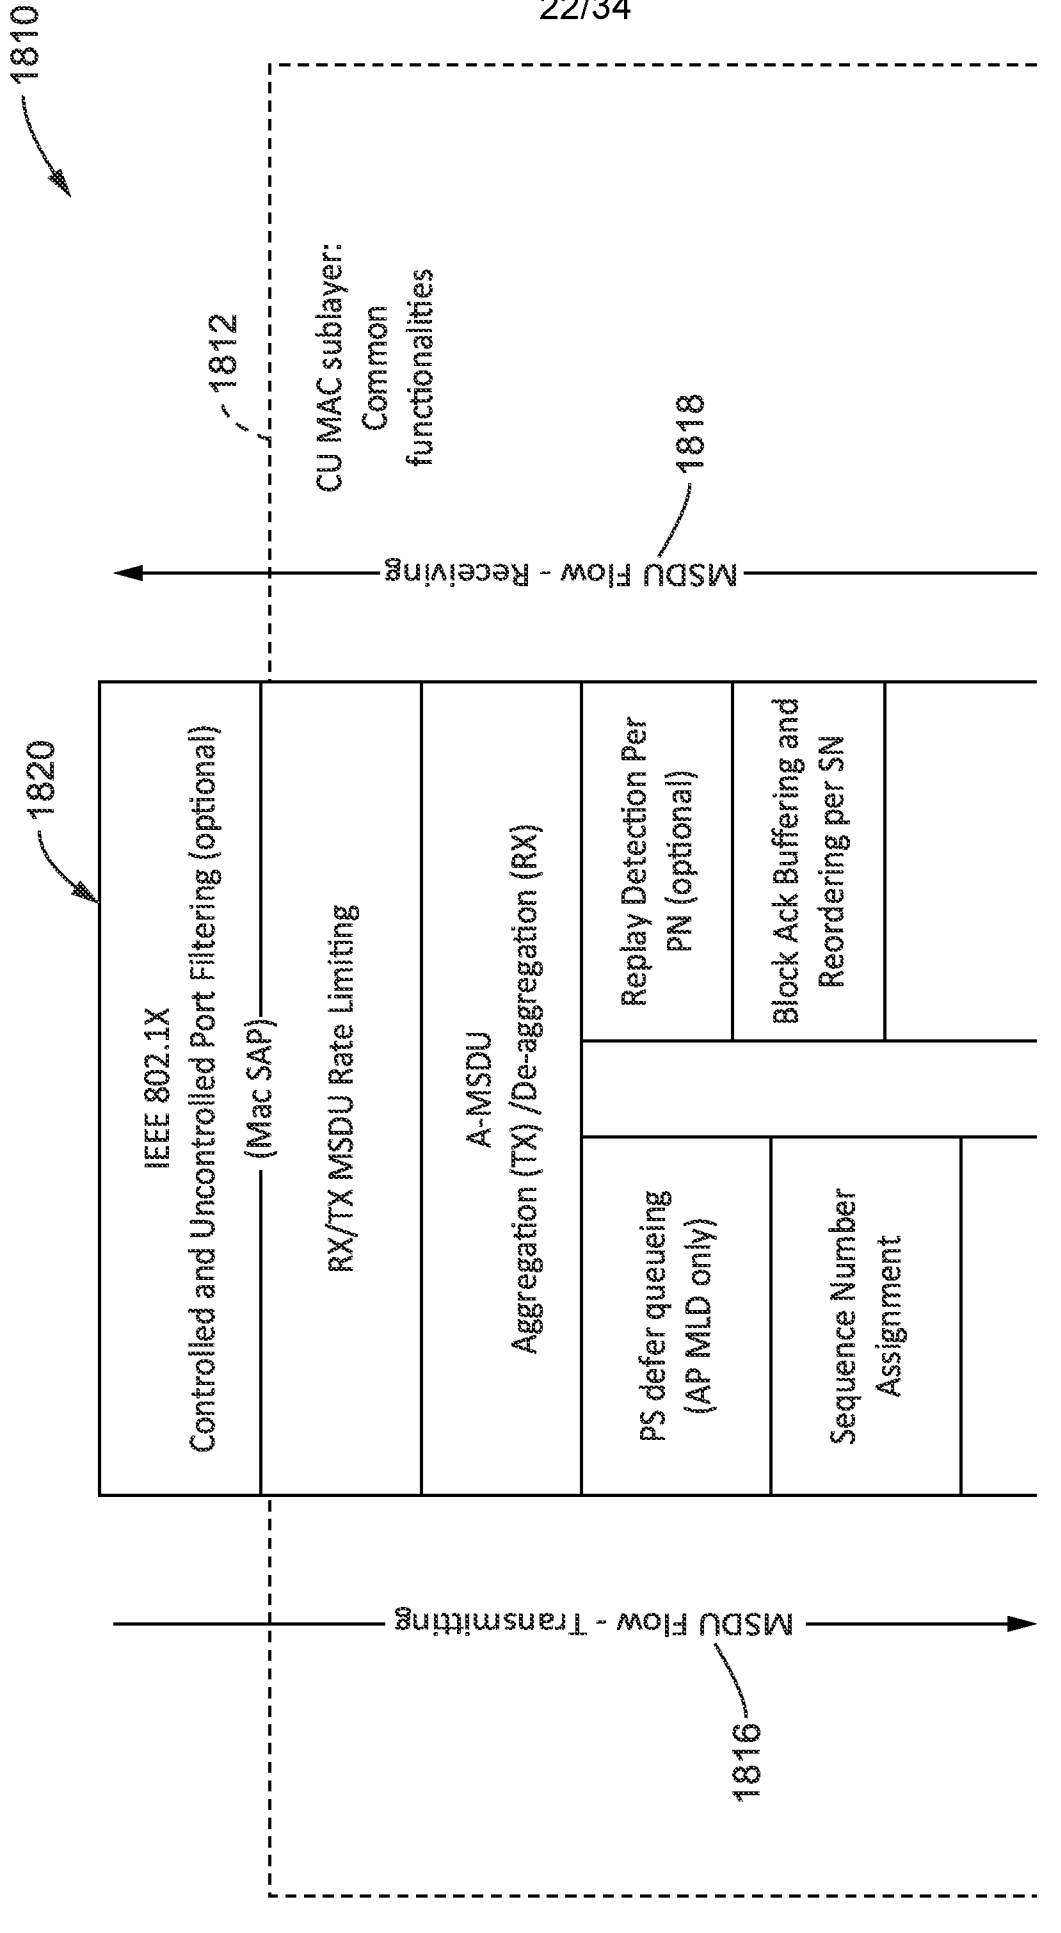 22/34
1810
1820
1812
CU MAC sublayer:
Common
functionalities
IEEE 802.1X
Controlled and Uncontrolled Port Filtering (optional)
(Mac SAP)
RX/TX MSDU Rate Limiting
A-MSDU
Aggregation (TX) /De-aggregation (RX)
PS defer queueing
(AP MLD only)
Sequence Number
Assignment
Replay Detection Per
PN (optional)
Block Ack Buffering and
Reordering per SN
MSDU Flow - Transmitting
1816
MSDU Flow - Receiving
1818